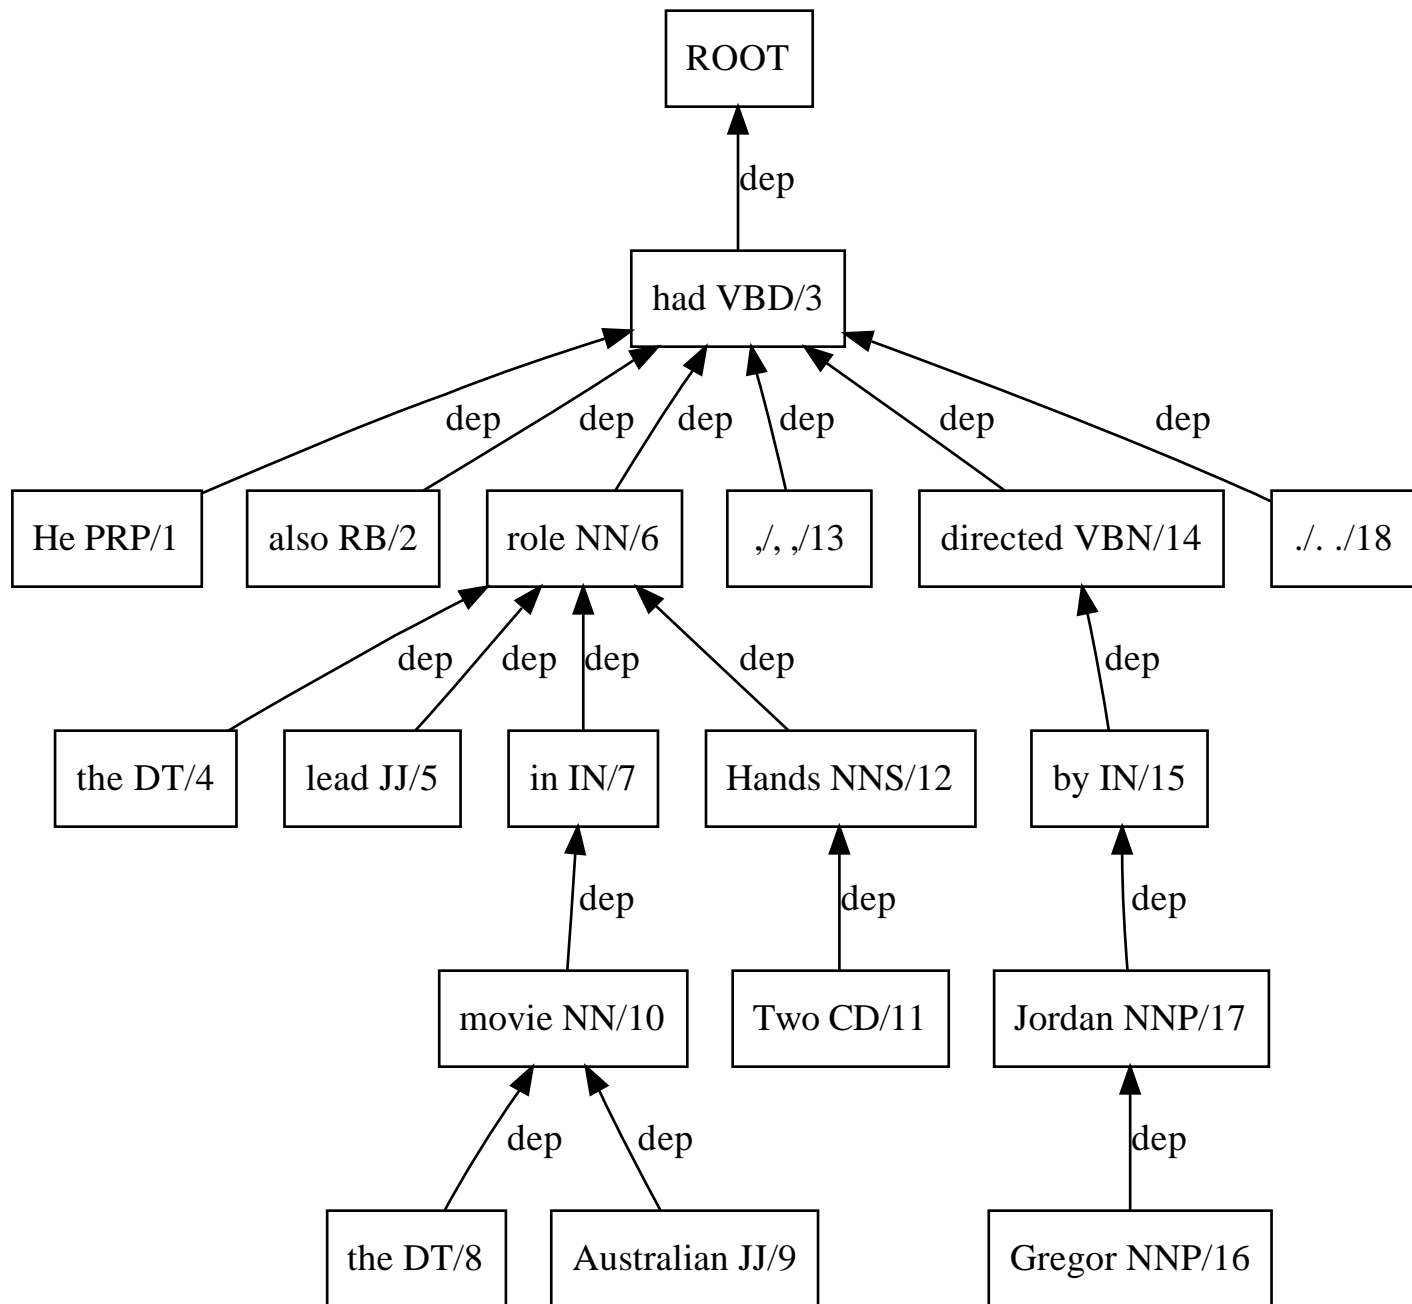 ROOT
dep
had VBD/3
dep dep dep dep dep dep
He PRP/1 also RB/2 role NN/6 ,/, ,/13 directed VBN/14 ./. ./18
dep dep dep dep dep
the DT/4 lead JJ/5 in IN/7 Hands NNS/12 by IN/15
dep dep dep
movie NN/10 Two CD/11 Jordan NNP/17
dep dep dep
the DT/8 Australian JJ/9 Gregor NNP/16